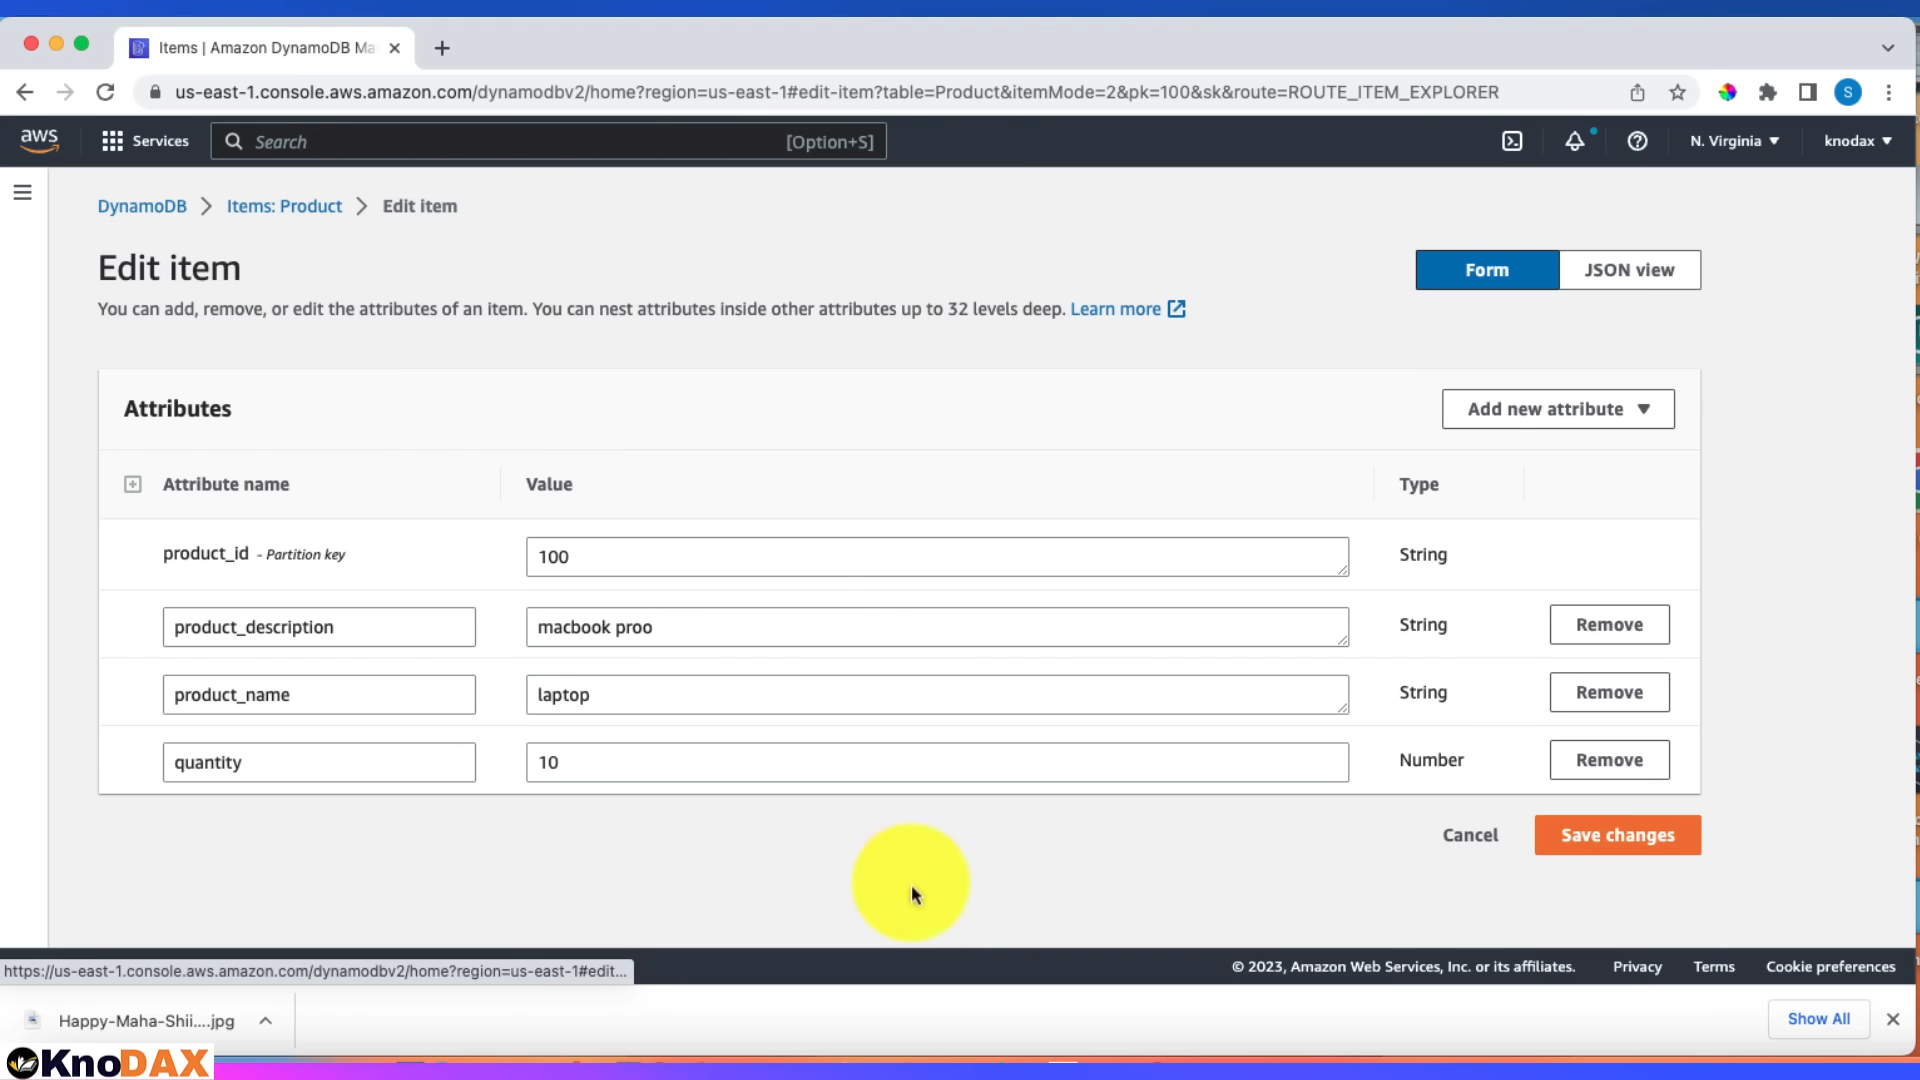 Items | Amazon DynamoDB Ma
us-east-1.console.aws.amazon.com/dynamodbv2/home?region=us-east-1#edit-item?table=Product&itemMode=2&pk=100&sk&route=ROUTE_ITEM_EXPLORER
S
aws
Services
Search
[Option+S]
N. Virginia
knodax
DynamoDB
Items: Product
Edit item
Edit item
Form
JSON view
You can add, remove, or edit the attributes of an item. You can nest attributes inside other attributes up to 32 levels deep. Learn more
Attributes
Add new attribute
Attribute name
Value
Type
product_id - Partition key
100
String
product_description
macbook proo
String
Remove
product_name
laptop
String
Remove
quantity
10
Number
Remove
Cancel
Save changes
https://us-east-1.console.aws.amazon.com/dynamodbv2/home?region=us-east-1#edit...
© 2023, Amazon Web Services, Inc. or its affiliates.
Privacy
Terms
Cookie preferences
Happy-Maha-Shii....jpg
Show All
KnoDAX